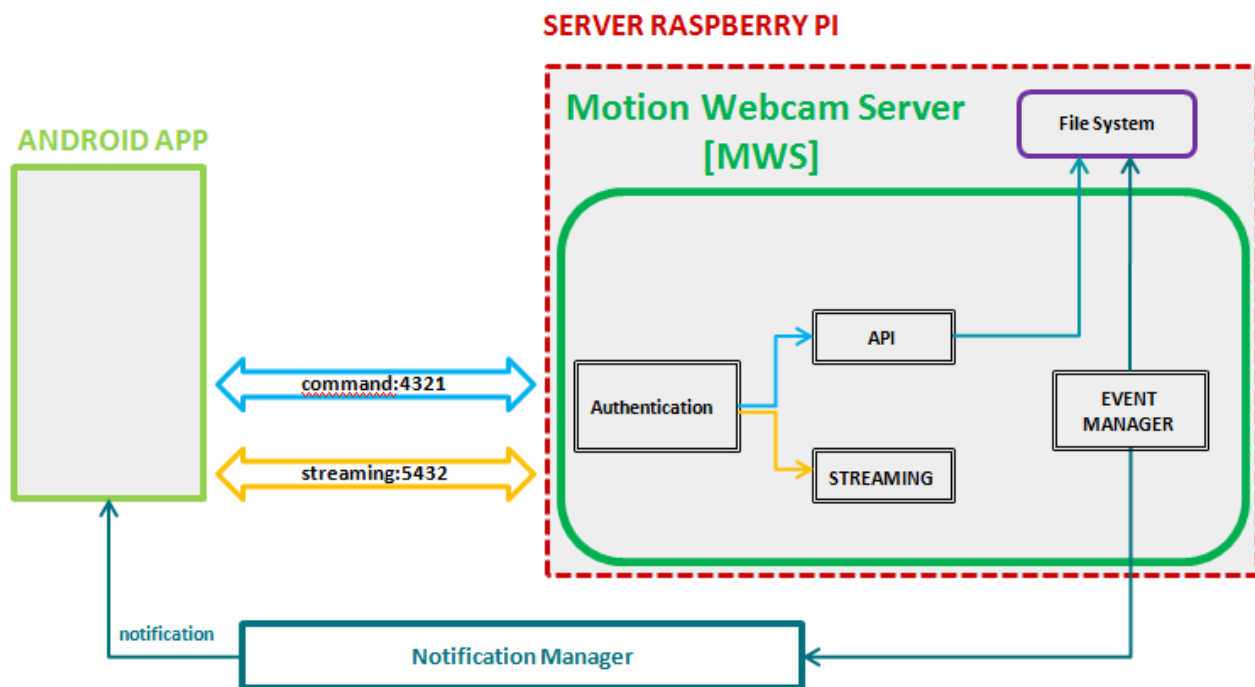 SERVER RASPBERRY PI
Motion Webcam Server
[MWS]
File System
ANDROID APP
API
command:4321
Authentication
EVENT
MANAGER
streaming:5432
STREAMING
notification
Notification Manager